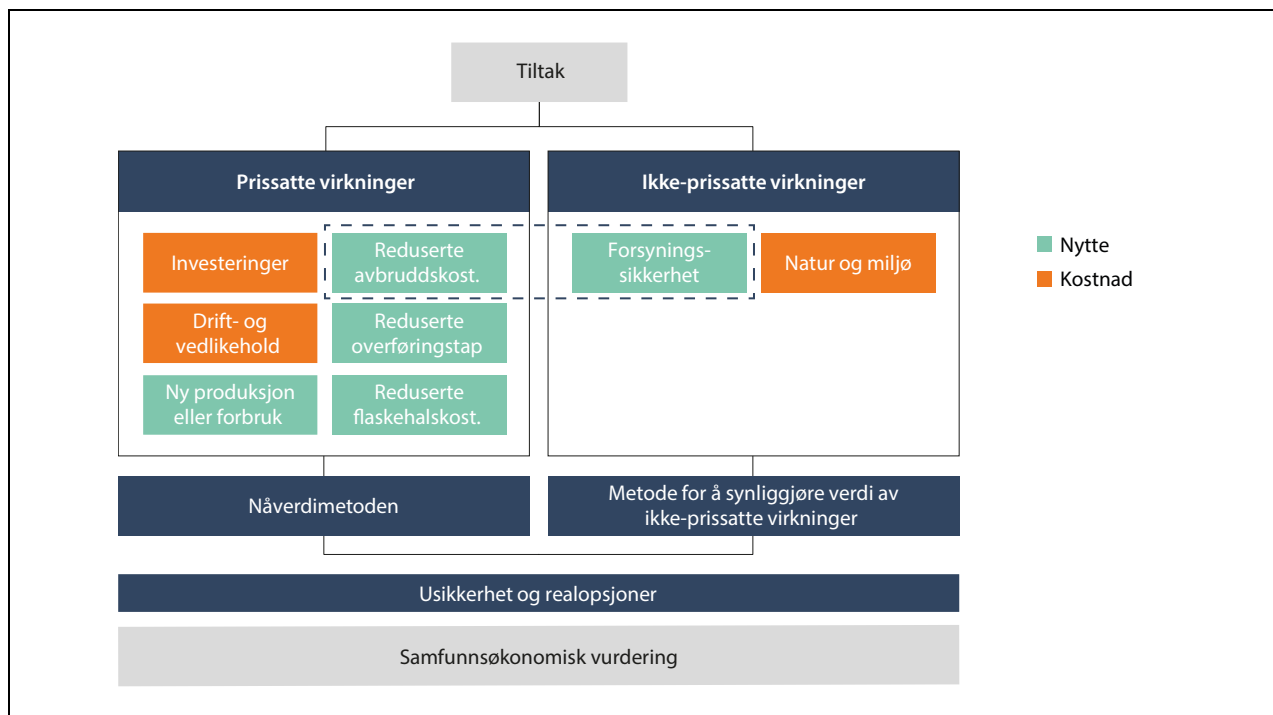 Tiltak
Prissatte virkninger
Ikke-prissatte virkninger
Investeringer
Reduserte
avbruddskost.
Forsynings-
sikkerhet
Natur og miljø
Drift- og
vedlikehold
Reduserte
overføringstap
Ny produksjon
eller forbruk
Reduserte
flaskehalskost.
Nytte
Kostnad
Nåverdimetoden
Metode for å synliggjøre verdi av
ikke-prissatte virkninger
Usikkerhet og realopsjoner
Samfunnsøkonomisk vurdering